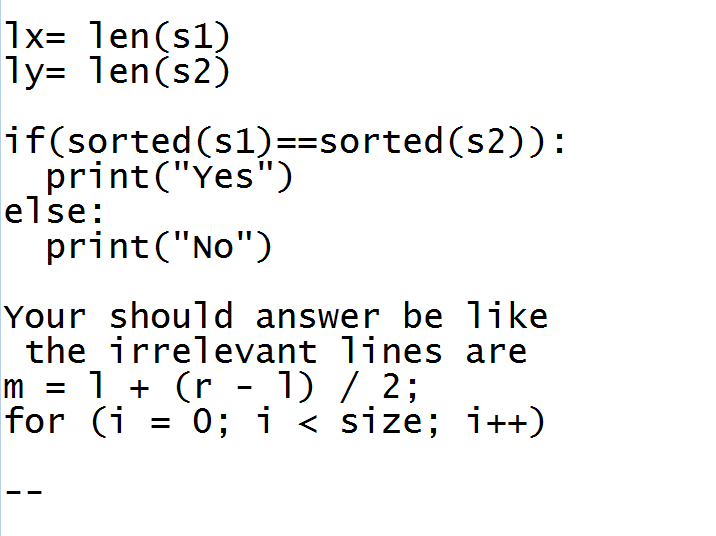 lx= len(s1)
ly= len(s2)
if(sorted(s1)==sorted(s2)):
print("Yes")
else:
print("No")
Your should answer be like
the irrelevant lines are
m = l + (r - l) / 2;
for (i = 0; i < size; i++)
--